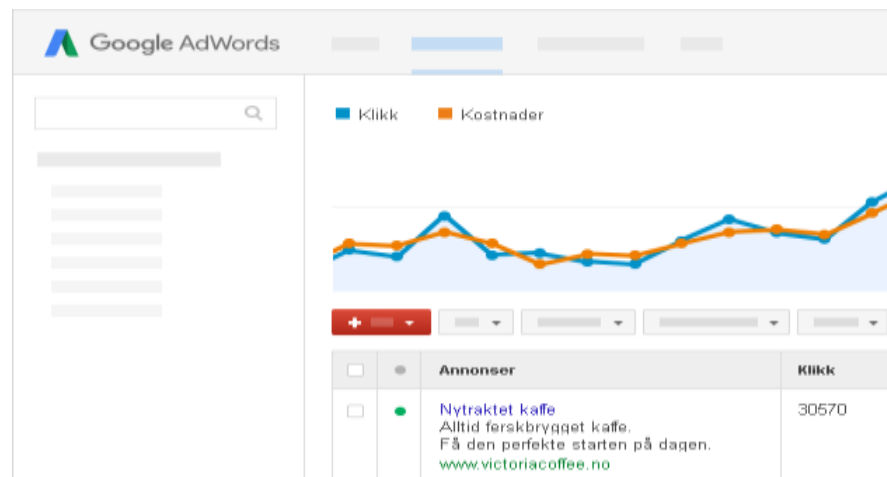 Google AdWords
Klikk
Kostnader
Annonser
Klikk
Nytraktet kaffe
30570
Alltid ferskbrygget kaffe.
Få den perfekte starten på dagen.
www.victoriacoffee.no